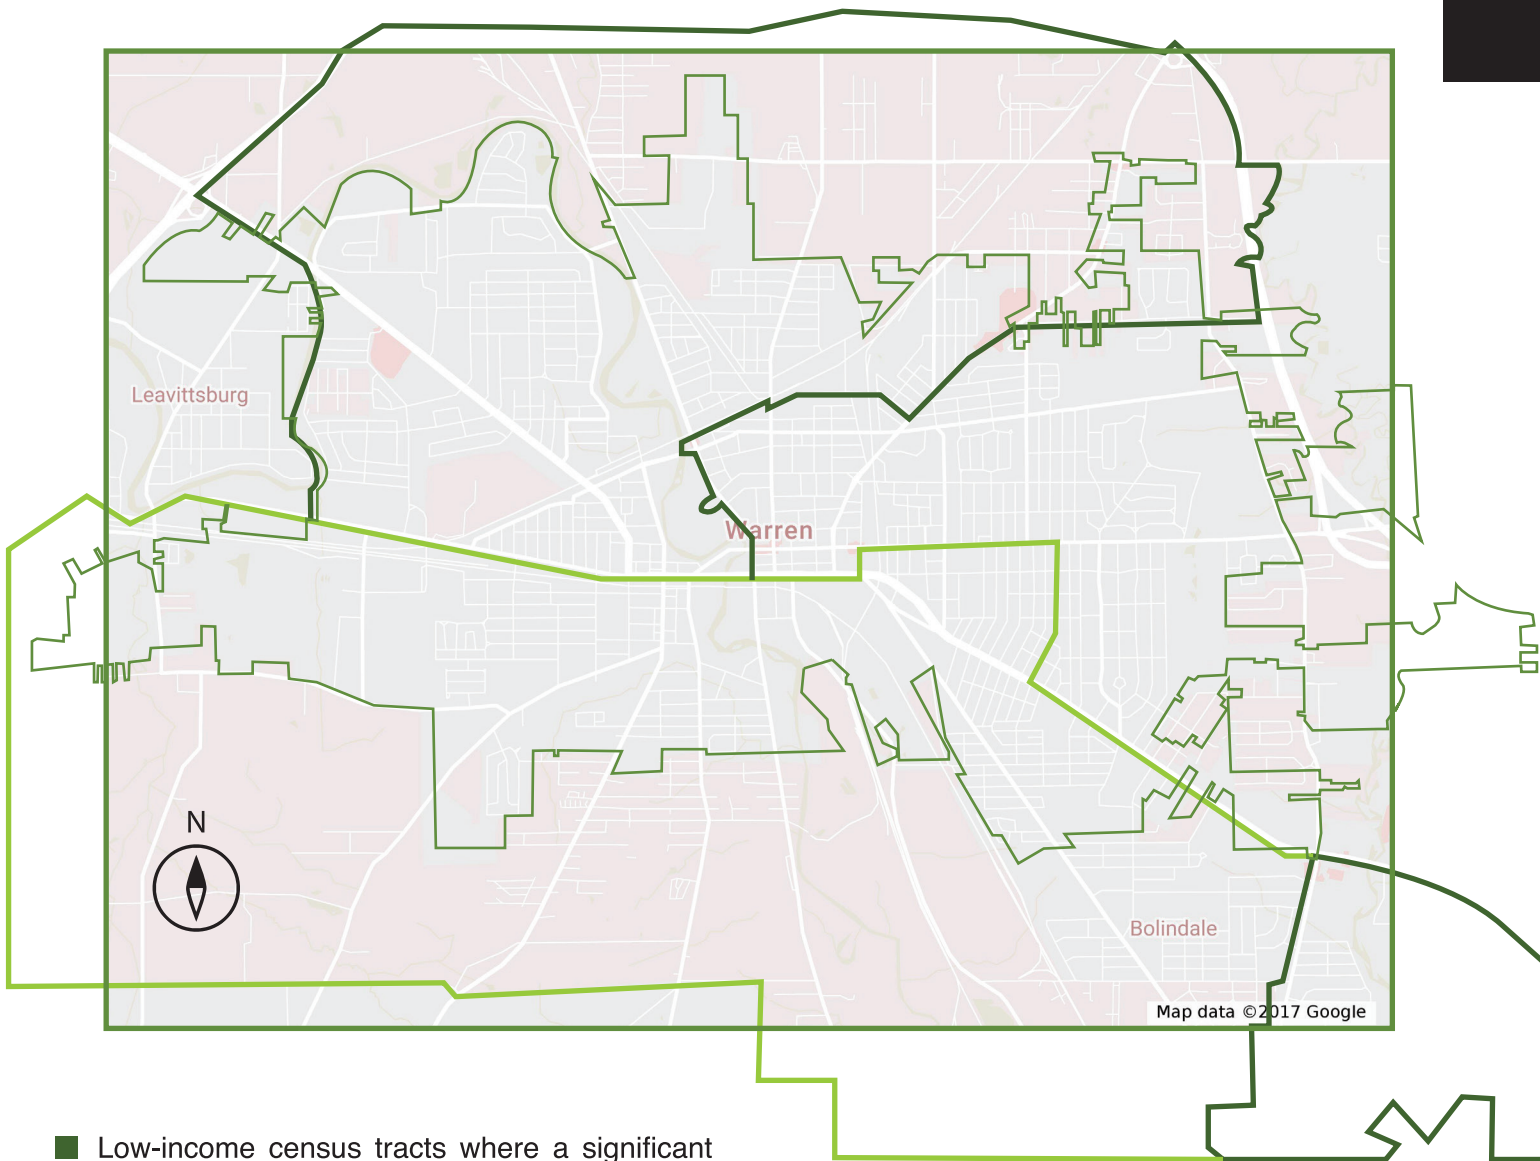 Leavittsburg
Warren
N
Bolindale
Map data ©2017 Google
Low-income census tracts where a significant